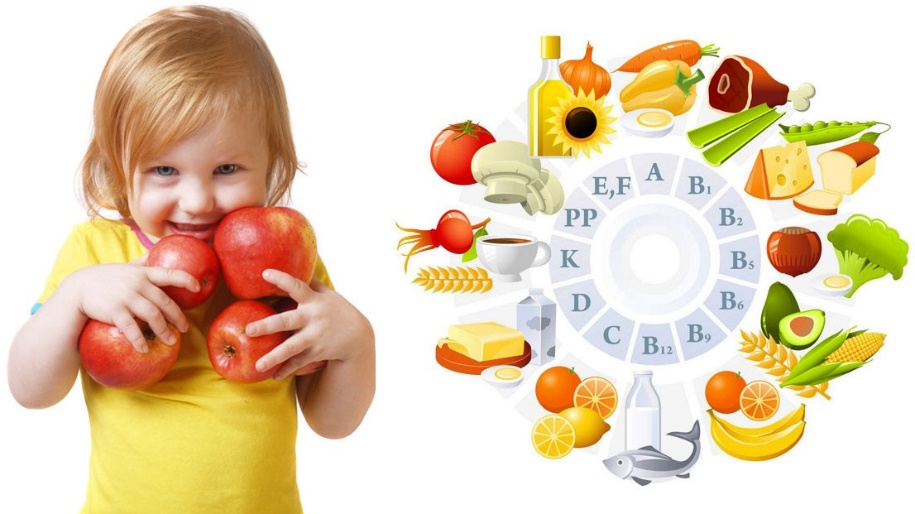 A
B₁
B₂
B₅
B₆
B₉
B₁₂
C
D
K
PP
E,F